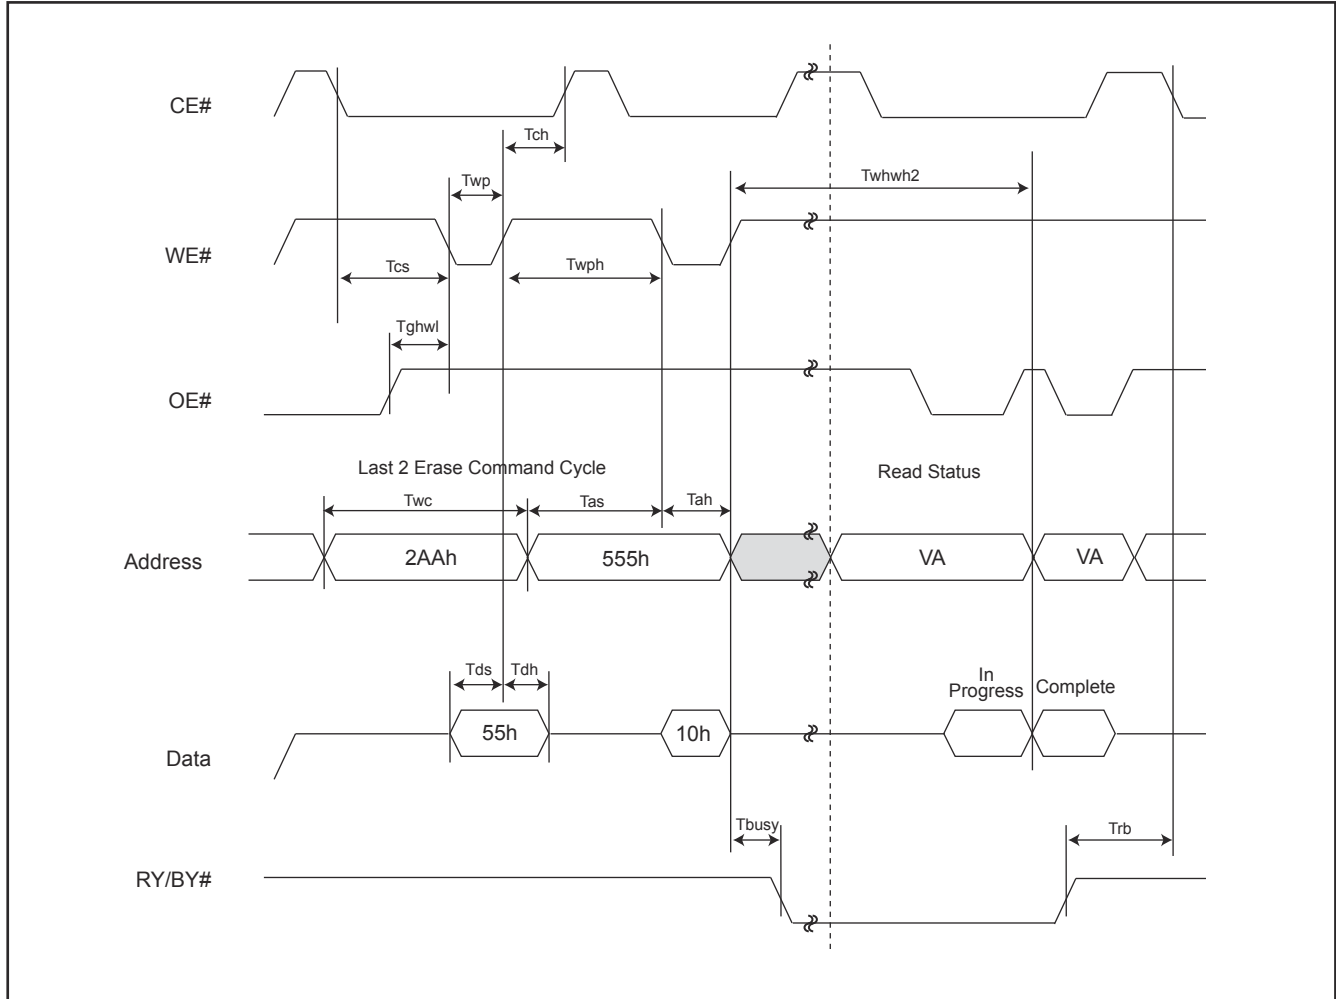 CE#
Tch
Twp
Twhwh2
WE#
Tcs
Twph
Tghwl
OE#
Last 2 Erase Command Cycle
Read Status
Twc
Tas
Tah
Address
2AAh
555h
VA
VA
Tds
Tdh
In
Progress
Complete
Data
55h
10h
Tbusy
Trb
RY/BY#